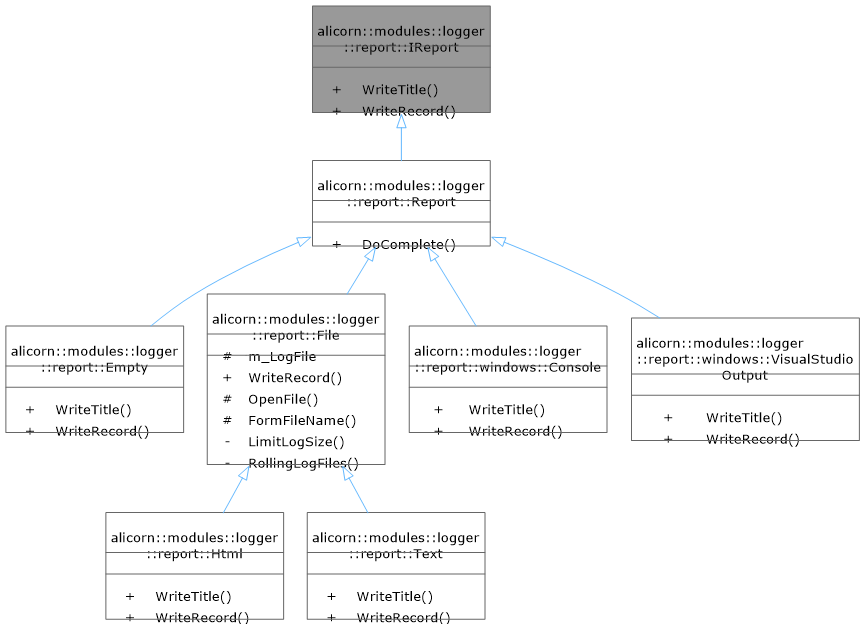 alicorn::modules::logger
::report::IReport
+ WriteTitle()
+ WriteRecord()
alicorn::modules::logger
::report::Report
+ DoComplete()
alicorn::modules::logger
::report::Empty
+ WriteTitle()
+ WriteRecord()
alicorn::modules::logger
::report::File
# m_LogFile
+ WriteRecord()
# OpenFile()
# FormFileName()
- LimitLogSize()
- RollingLogFiles()
alicorn::modules::logger
::report::windows::Console
+ WriteTitle()
+ WriteRecord()
alicorn::modules::logger
::report::windows::VisualStudio
Output
+ WriteTitle()
+ WriteRecord()
alicorn::modules::logger
::report::Html
+ WriteTitle()
+ WriteRecord()
alicorn::modules::logger
::report::Text
+ WriteTitle()
+ WriteRecord()